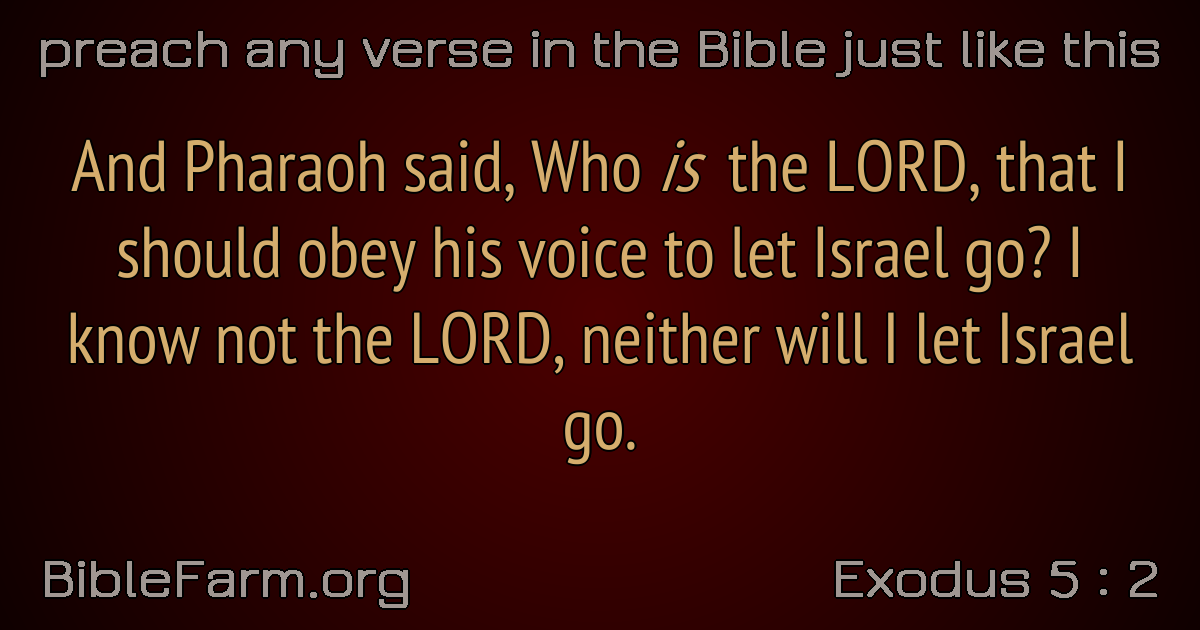 preach any verse in the Bible just like this
And Pharaoh said, Who is the LORD, that I
should obey his voice to let Israel go? I
know not the LORD, neither will I let Israel
go.
BibleFarm.org
Exodus 5 : 2